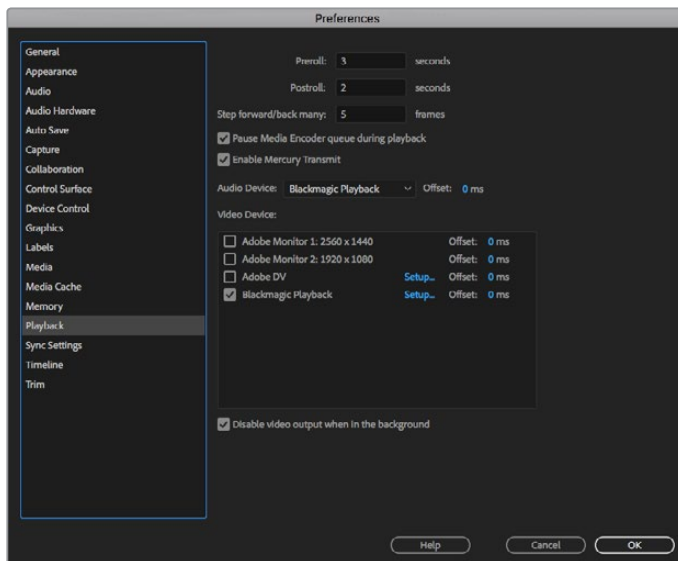 Preferences
General
Appearance
Audio
Audio Hardware
Auto Save
Capture
Collaboration
Control Surface
Device Control
Graphics
Labels
Media
Media Cache
Memory
Playback
Sync Settings
Timeline
Trim
Preroll: 3 seconds
Postroll: 2 seconds
Step forward/back many: 5 frames
Pause Media Encoder queue during playback
Enable Mercury Transmit
Audio Device: Blackmagic Playback Offset: 0 ms
Video Device:
Adobe Monitor 1: 2560 x 1440 Offset: 0 ms
Adobe Monitor 2: 1920 x 1080 Offset: 0 ms
Adobe DV Setup... Offset: 0 ms
Blackmagic Playback Setup... Offset: 0 ms
Disable video output when in the background
Help Cancel OK